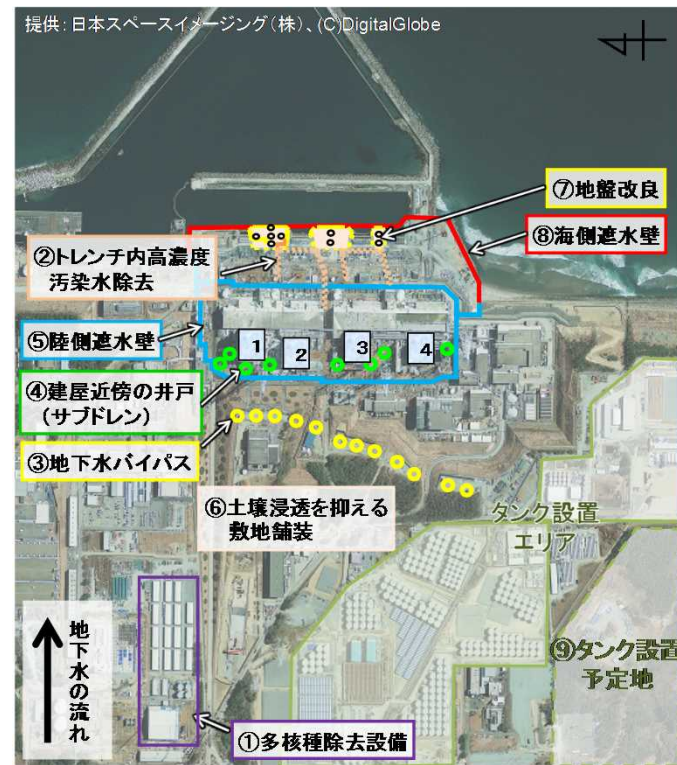 提供：日本スペースイメージング（株）、(C)DigitalGlobe
⑦地盤改良
⑧海側遮水壁
②トレンチ内高濃度
汚染水除去
⑤陸側遮水壁
1
2
3
4
④建屋近傍の井戸
（サブドレン）
③地下水バイパス
⑥土壌浸透を抑える
敷地舗装
タンク設置
エリア
⑨タンク設置
予定地
地下水の流れ
①多核種除去設備